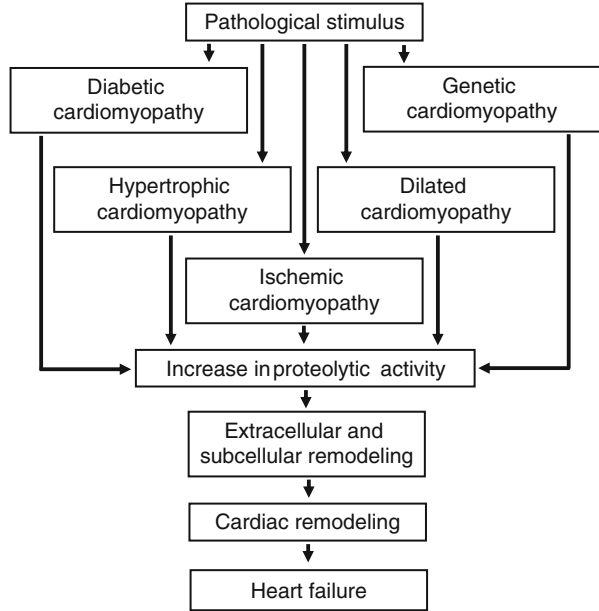 Pathological stimulus
Diabetic
cardiomyopathy
Genetic
cardiomyopathy
Hypertrophic
cardiomyopathy
Dilated
cardiomyopathy
Ischemic
cardiomyopathy
Increase in proteolytic activity
Extracellular and
subcellular remodeling
Cardiac remodeling
Heart failure